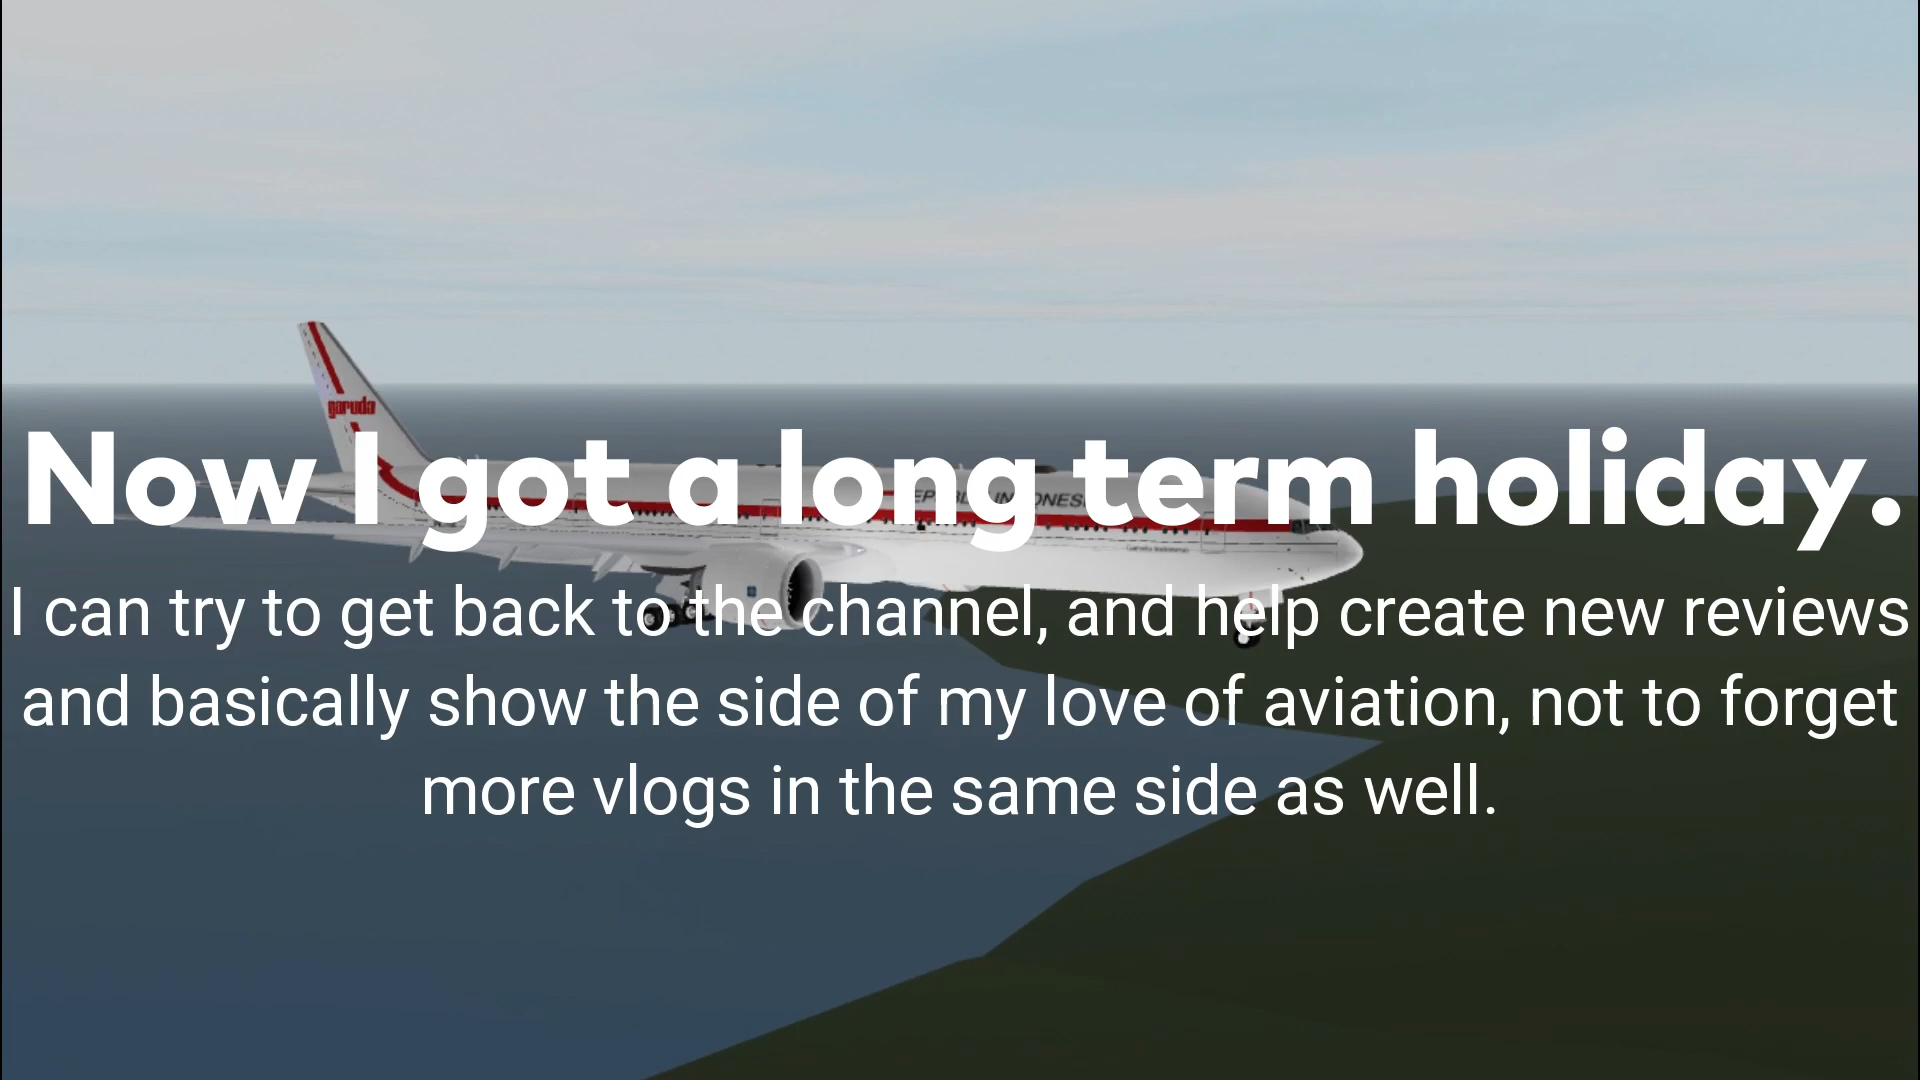 garuda
Now I got a long term holiday.
I can try to get back to the channel, and help create new reviews
and basically show the side of my love of aviation, not to forget
more vlogs in the same side as well.